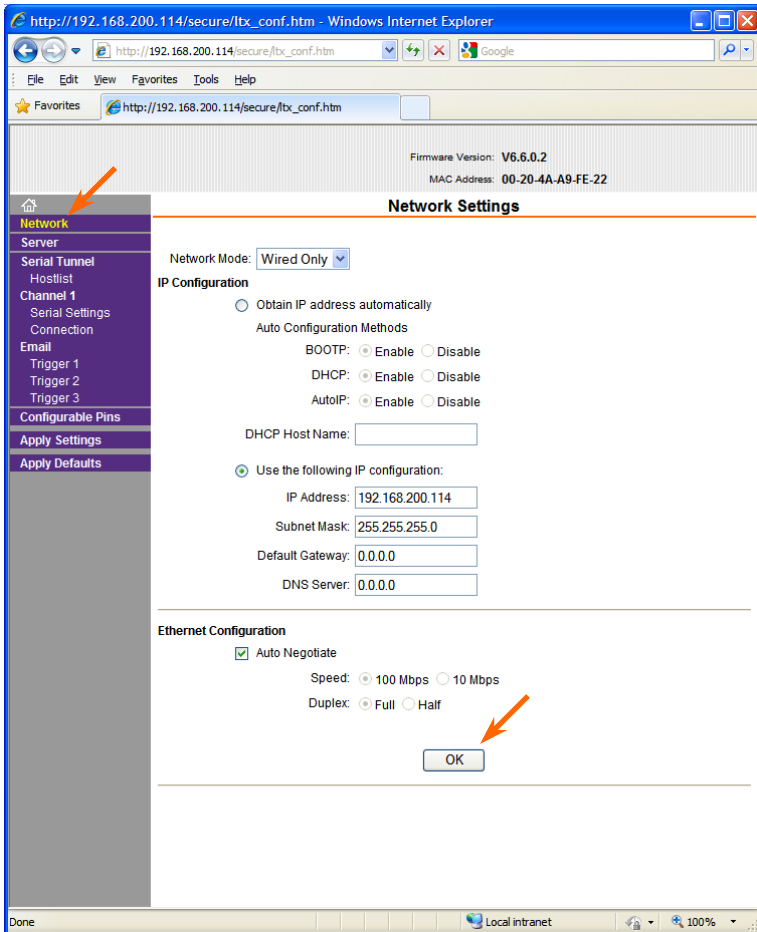 http://192.168.200.114/secure/ltx_conf.htm - Windows Internet Explorer
http://192.168.200.114/secure/ltx_conf.htm
Google
File Edit View Favorites Tools Help
Favorites
http://192.168.200.114/secure/ltx_conf.htm
Firmware Version: V6.6.0.2
MAC Address: 00-20-4A-A9-FE-22
Network
Server
Serial Tunnel
Hostlist
Channel 1
Serial Settings
Connection
Email
Trigger 1
Trigger 2
Trigger 3
Configurable Pins
Apply Settings
Apply Defaults
Network Settings
Network Mode: Wired Only
IP Configuration
Obtain IP address automatically
Auto Configuration Methods
BOOTP: Enable Disable
DHCP: Enable Disable
AutoIP: Enable Disable
DHCP Host Name:
Use the following IP configuration:
IP Address: 192.168.200.114
Subnet Mask: 255.255.255.0
Default Gateway: 0.0.0.0
DNS Server: 0.0.0.0
Ethernet Configuration
Auto Negotiate
Speed: 100 Mbps 10 Mbps
Duplex: Full Half
OK
Done
Local intranet
100%